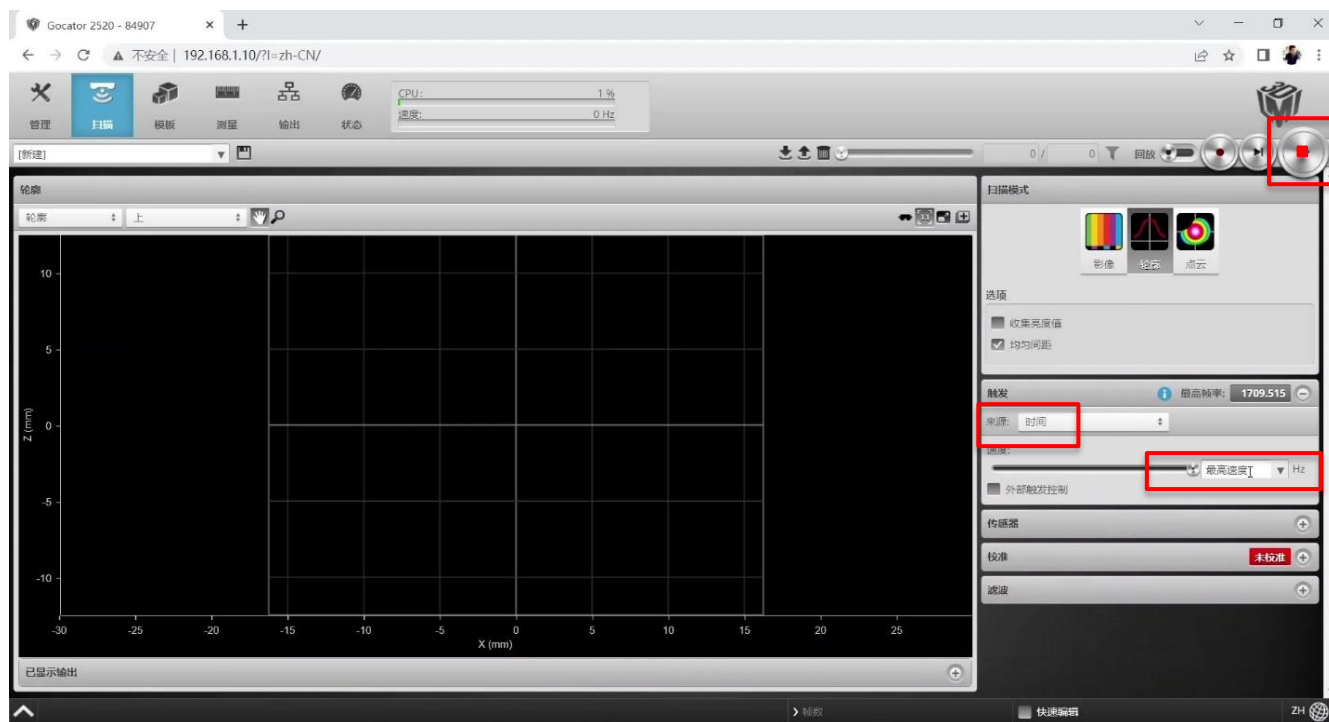 Gocator 2520 - 84907
不安全 | 192.168.1.10/?l=zh-CN/
管理 扫描 模板 测量 输出 状态
CPU: 1 %
速度: 0 Hz
[新建]
0 / 0 回放
轮廓
轮廓 上
扫描模式
影像 轮廓 点云
选项
收集亮度值
均匀间距
触发 最高帧率: 1709.515
来源: 时间
速度:
最高速度 Hz
外部触发控制
传感器
校准 未校准
滤波
10
5
0
-5
-10
Z (mm)
-30 -25 -20 -15 -10 -5 0 5 10 15 20 25
X (mm)
已显示输出
帧数 快速编辑 ZH